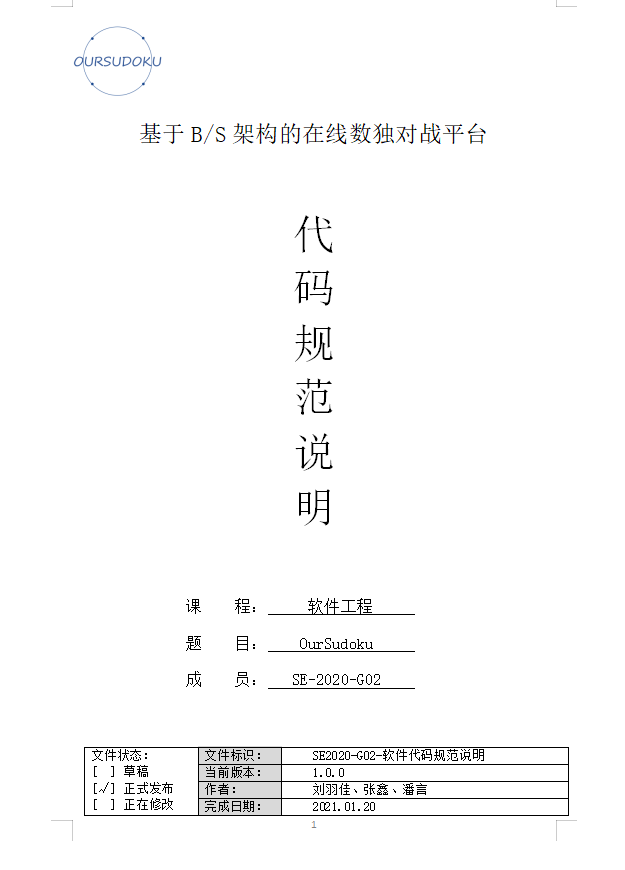 OURSUDOKU
基于 B/S 架构的在线数独对战平台
代
码
规
范
说
明
课 程： 软件工程
题 目： OurSudoku
成 员： SE-2020-G02
文件状态：
[ ] 草稿
[√] 正式发布
[ ] 正在修改
文件标识： SE2020-G02-软件代码规范说明
当前版本： 1.0.0
作者： 刘羽佳、张鑫、潘言
完成日期： 2021.01.20
1